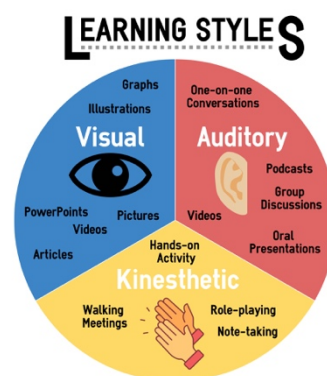 LEARNING STYLES
Graphs
Illustrations
Visual
PowerPoints
Videos
Pictures
Articles
One-on-one
Conversations
Auditory
Podcasts
Group
Discussions
Videos
Oral
Presentations
Hands-on
Activity
Kinesthetic
Walking
Meetings
Role-playing
Note-taking